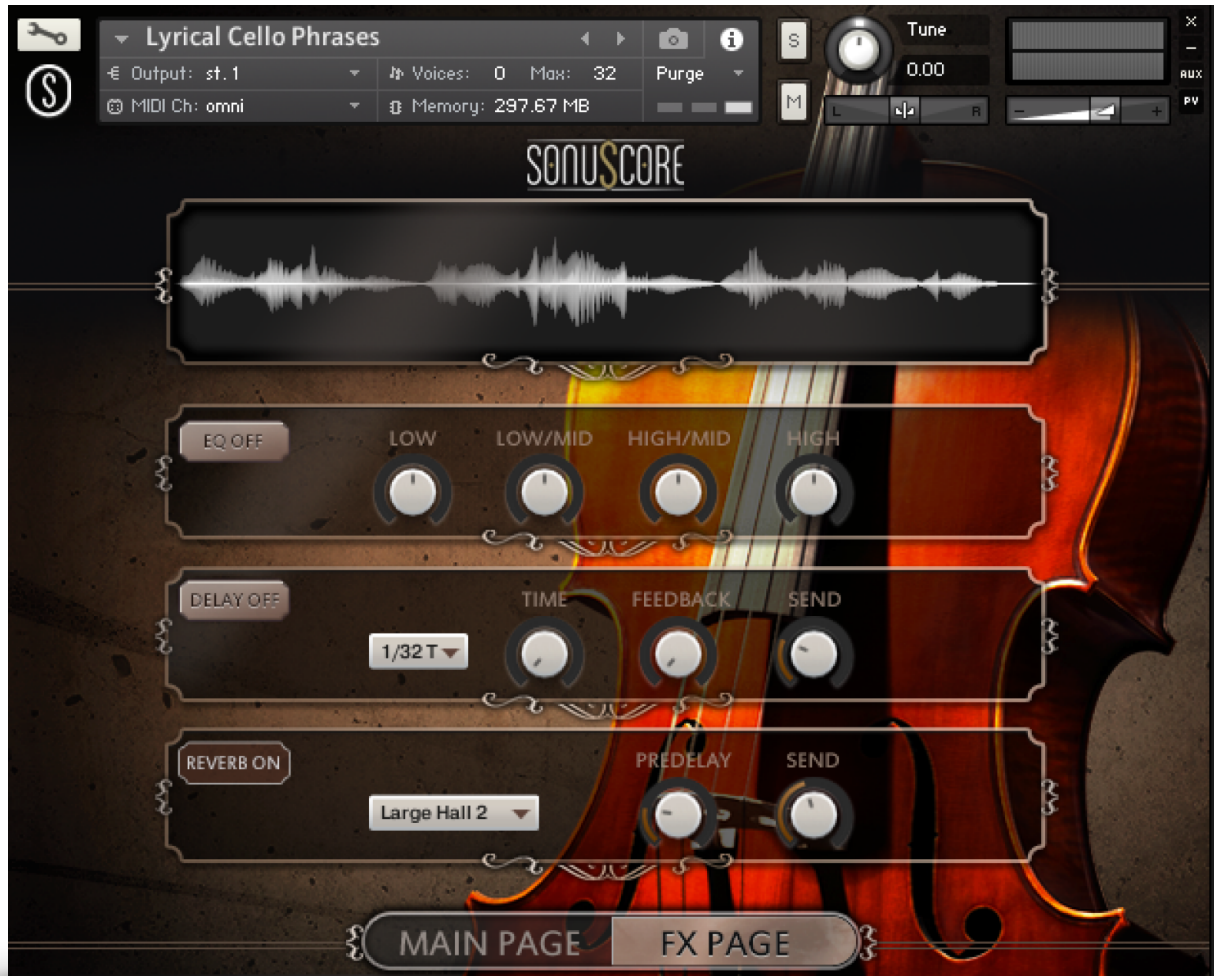 Lyrical Cello Phrases
Output: st. 1
Voices: 0 Max: 32
Purge
MIDI Ch: omni
Memory: 297.67 MB
S
M
Tune
0.00
L R
- +
×
-
AUX
PV
S
SONUSCORE
EQ OFF
LOW LOW/MID HIGH/MID HIGH
DELAY OFF
TIME FEEDBACK SEND
1/32 T
REVERB ON
PREDELAY SEND
Large Hall 2
MAIN PAGE FX PAGE